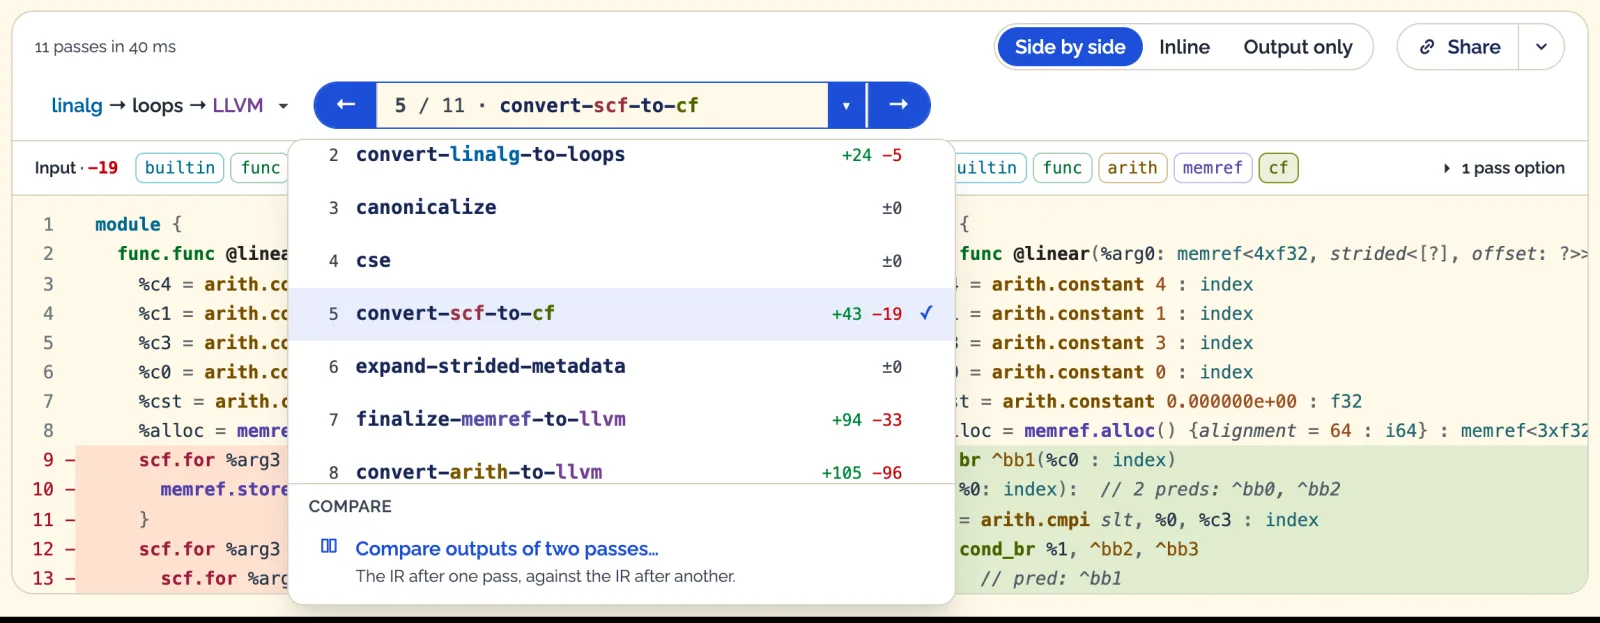 11 passes in 40 ms
Side by side Inline Output only Share
linalg → loops → LLVM ← 5 / 11 · convert-scf-to-cf →
Input · −19 builtin func
2 convert-linalg-to-loops +24 −5
3 canonicalize ±0
4 cse ±0
5 convert-scf-to-cf +43 −19 ✓
6 expand-strided-metadata ±0
7 finalize-memref-to-llvm +94 −33
8 convert-arith-to-llvm +105 −96
COMPARE
Compare outputs of two passes…
The IR after one pass, against the IR after another.
func arith memref cf 1 pass option
1 module {
2 func.func @linea
3 %c4 = arith.co
4 %c1 = arith.co
5 %c3 = arith.co
6 %c0 = arith.co
7 %cst = arith.c
8 %alloc = memre
9 − scf.for %arg3
10 − memref.store
11 − }
12 − scf.for %arg3
13 − scf.for %arg
{
func @linear(%arg0: memref<4xf32, strided<[?], offset: ?>>
= arith.constant 4 : index
= arith.constant 1 : index
= arith.constant 3 : index
= arith.constant 0 : index
st = arith.constant 0.000000e+00 : f32
loc = memref.alloc() {alignment = 64 : i64} : memref<3xf32
br ^bb1(%c0 : index)
%0: index): // 2 preds: ^bb0, ^bb2
= arith.cmpi slt, %0, %c3 : index
cond_br %1, ^bb2, ^bb3
// pred: ^bb1